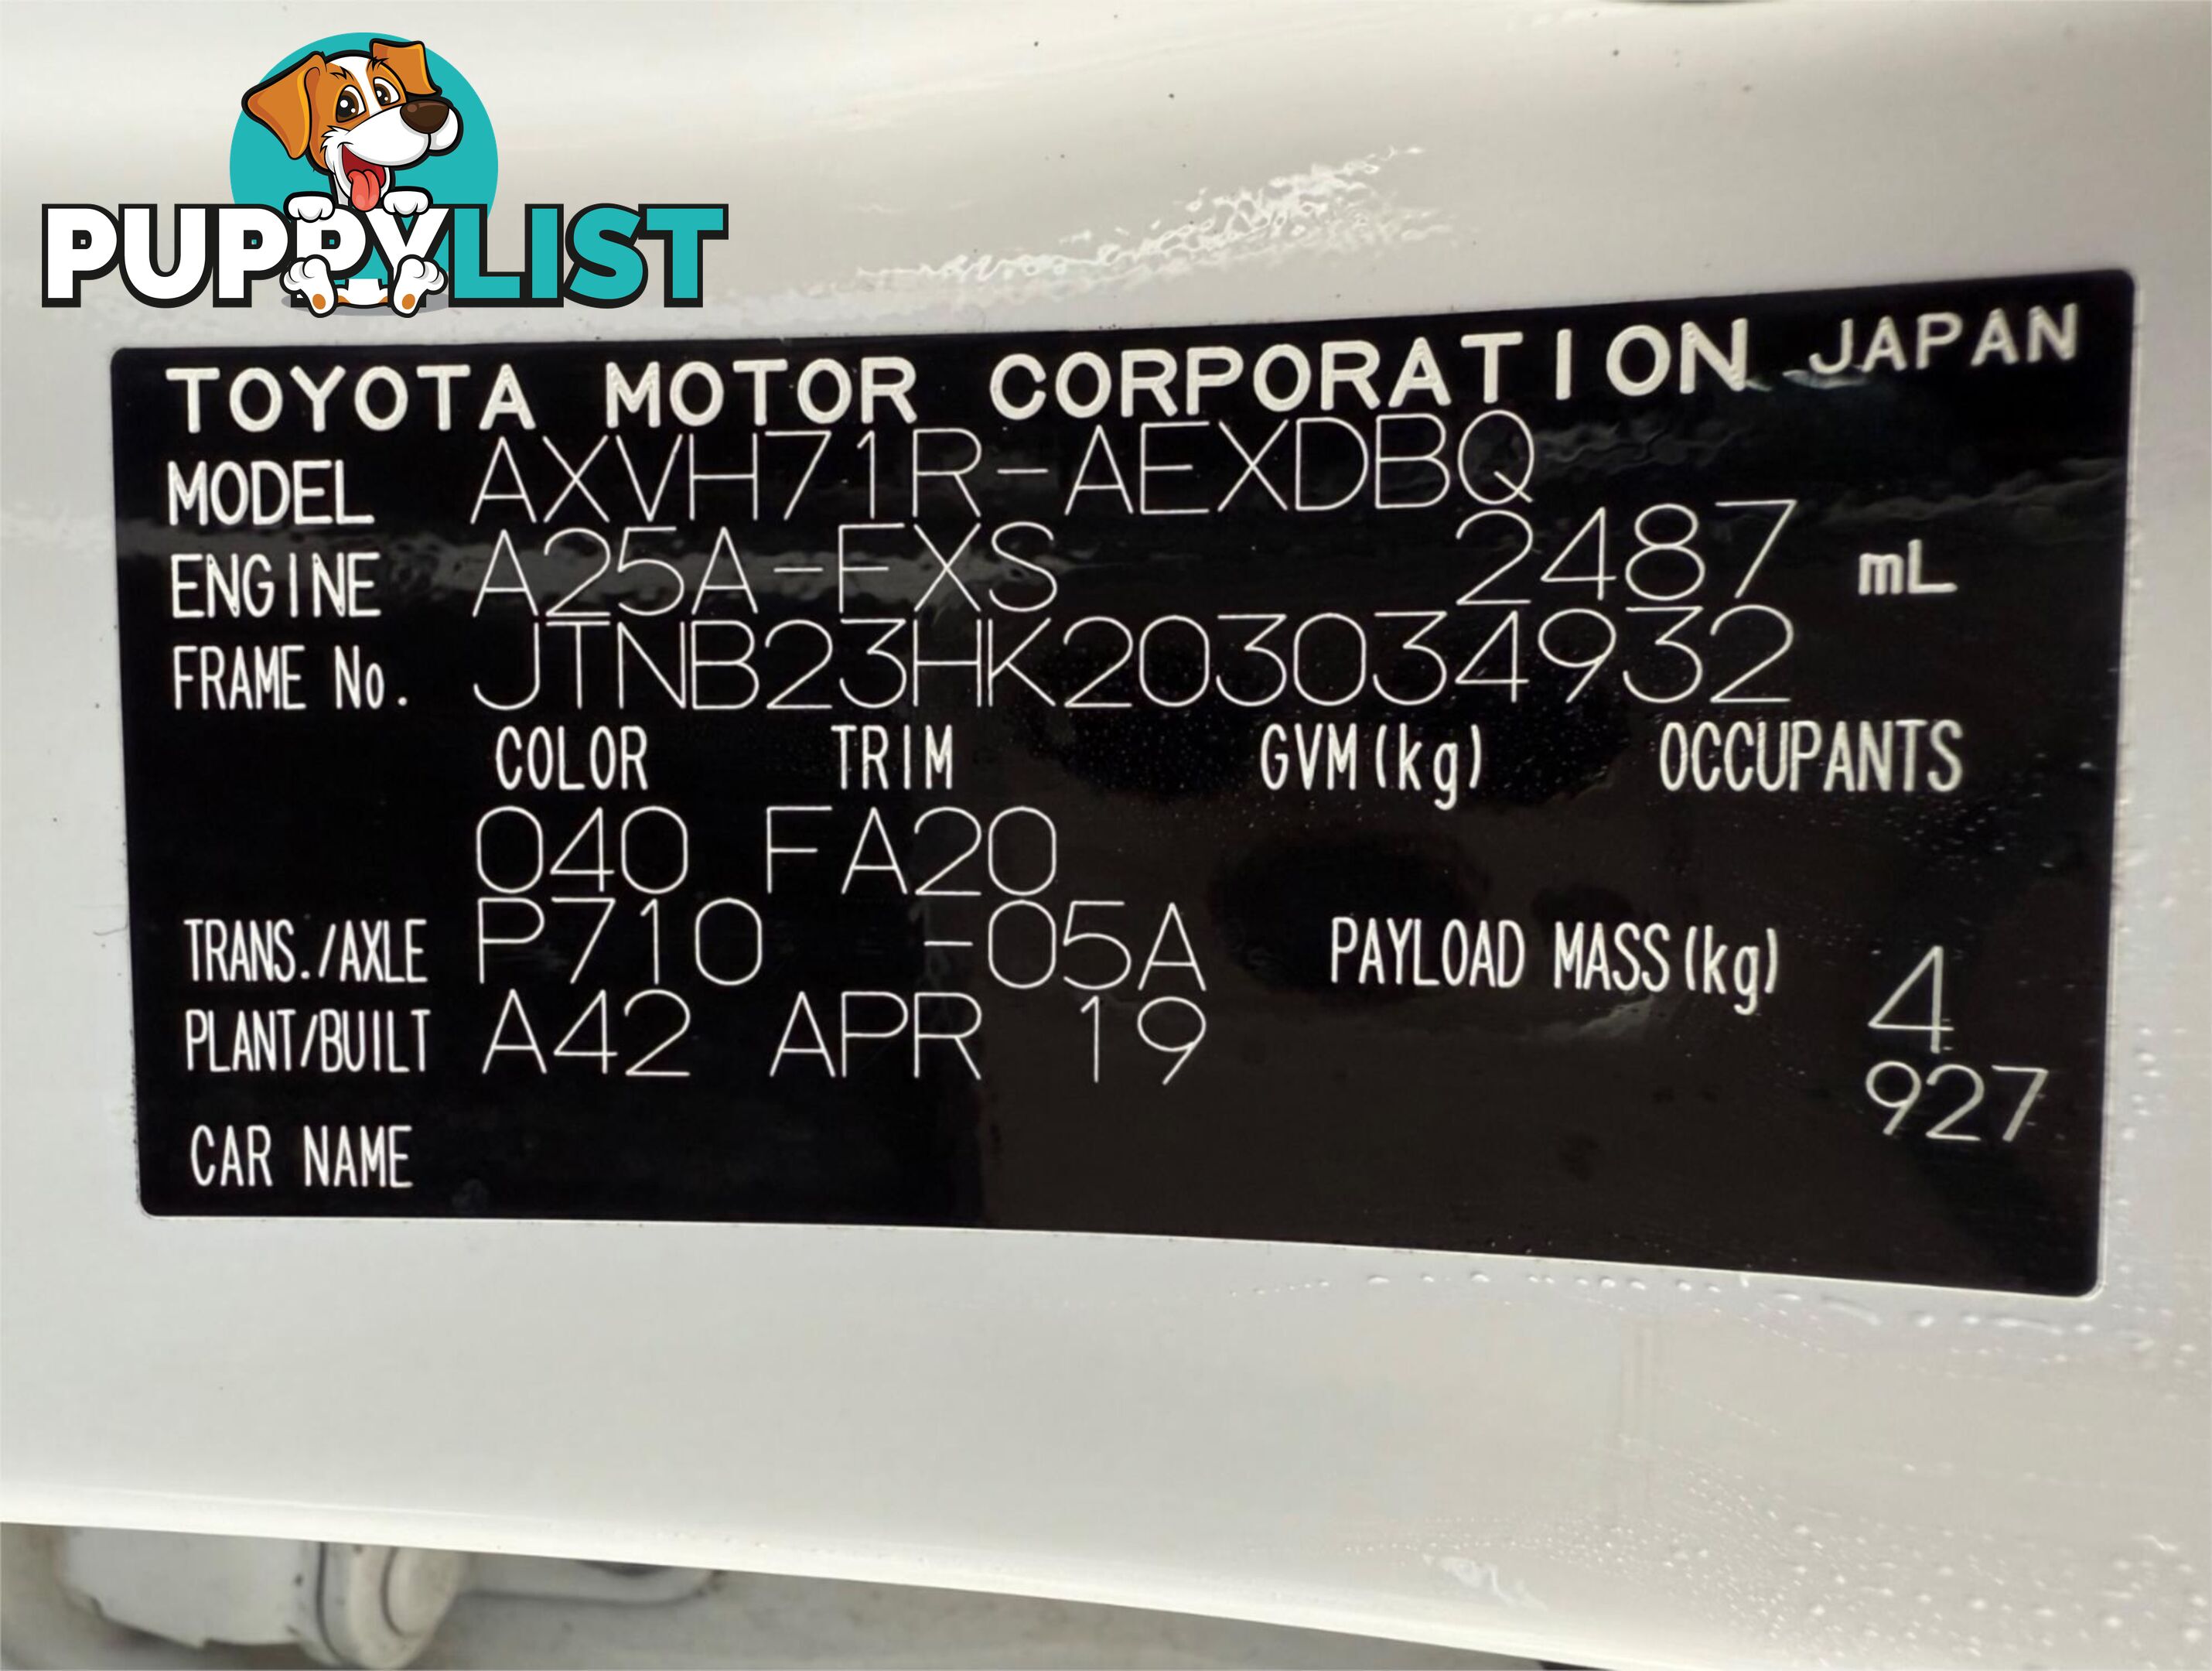 PUPPYLIST
TOYOTA MOTOR CORPORATION JAPAN
MODEL AXVH71R-AEXDBQ
ENGINE A25A-FXS 2487 mL
FRAME No. JTNB23HK203034932
COLOR TRIM GVM(kg) OCCUPANTS
040 FA20
TRANS./AXLE P710 -05A PAYLOAD MASS(kg) 4
PLANT/BUILT A42 APR 19 927
CAR NAME